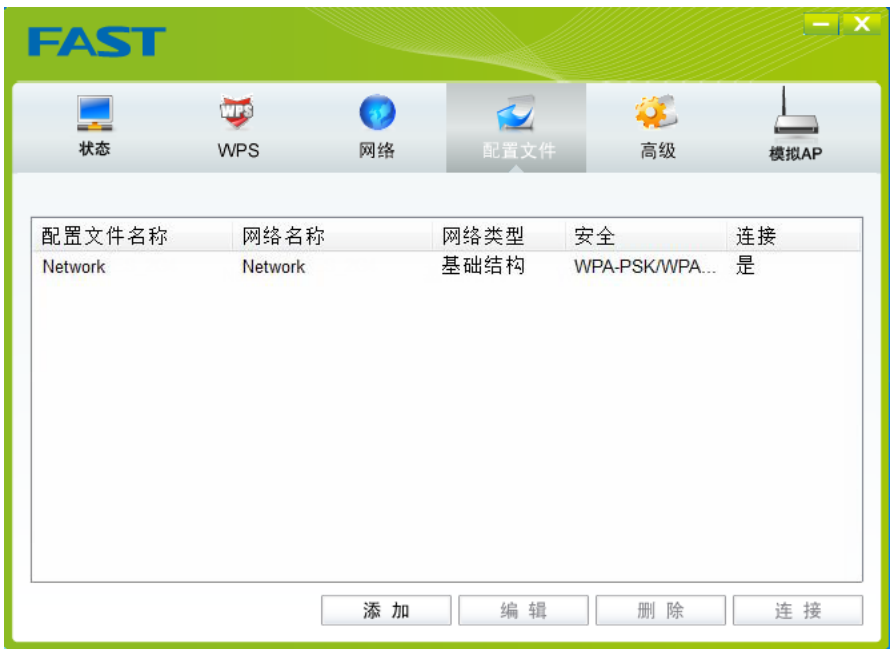 FAST
WPS
状态 WPS 网络 配置文件 高级 模拟AP
配置文件名称 网络名称 网络类型 安全 连接
Network Network 基础结构 WPA-PSK/WPA... 是
添加 编辑 删除 连接